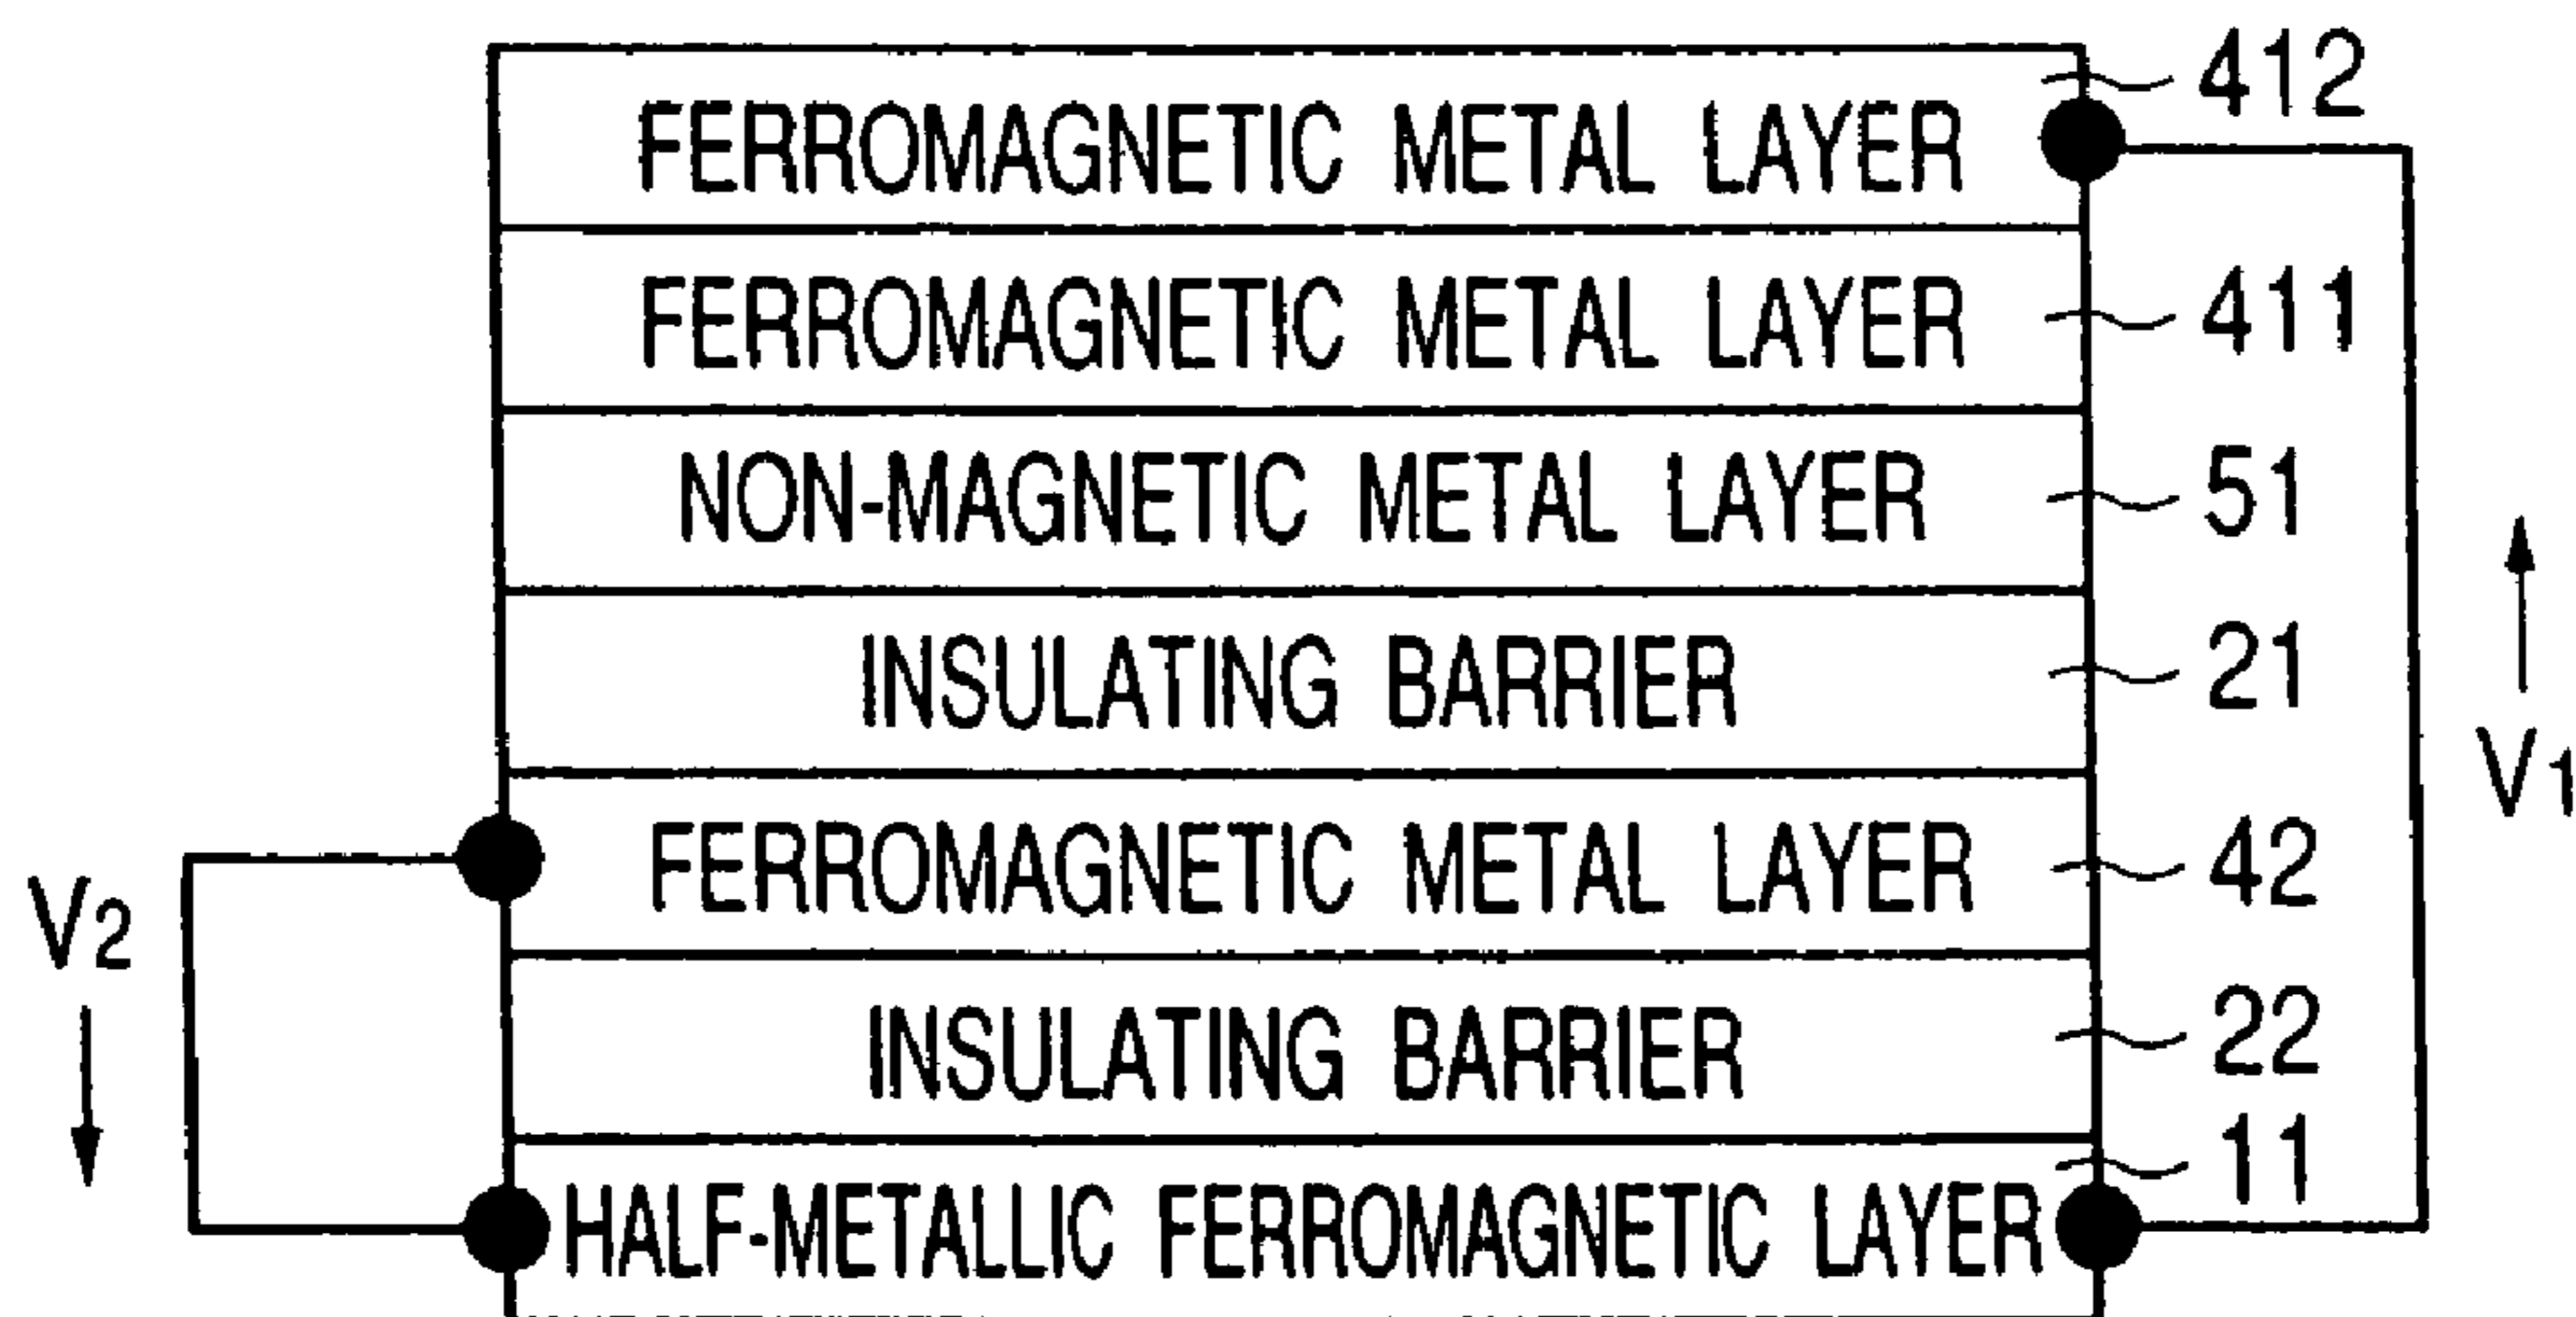 FERROMAGNETIC METAL LAYER 412
FERROMAGNETIC METAL LAYER 411
NON-MAGNETIC METAL LAYER 51
INSULATING BARRIER 21
V1
FERROMAGNETIC METAL LAYER 42
V2
INSULATING BARRIER 22
HALF-METALLIC FERROMAGNETIC LAYER 11